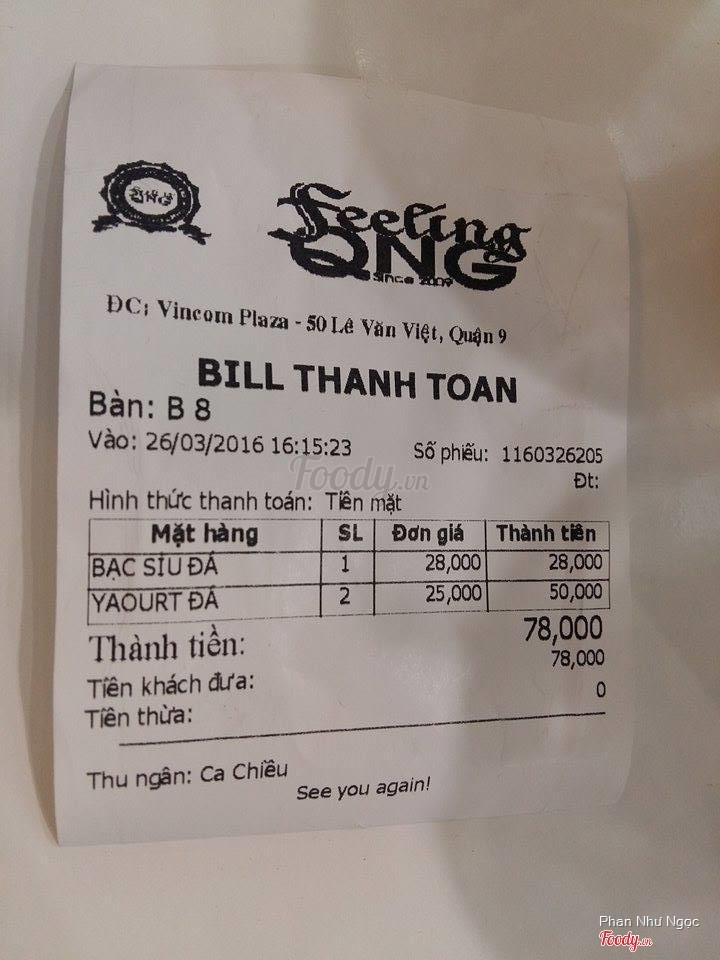 QNG
Feeling
QNG
Since 2009
ĐC: Vincom Plaza - 50 Lê Văn Việt, Quận 9
BILL THANH TOAN
Bàn: B 8
Vào: 26/03/2016 16:15:23 Số phiếu: 1160326205
Đt:
Foody.vn
Hình thức thanh toán: Tiền mặt
Mặt hàng SL Đơn giá Thành tiền
BẠC SỈU ĐÁ 1 28,000 28,000
YAOURT ĐÁ 2 25,000 50,000
Thành tiền: 78,000
Tiền khách đưa: 78,000
Tiền thừa: 0
Thu ngân: Ca Chiều
See you again!
Phan Như Ngọc
Foody.vn